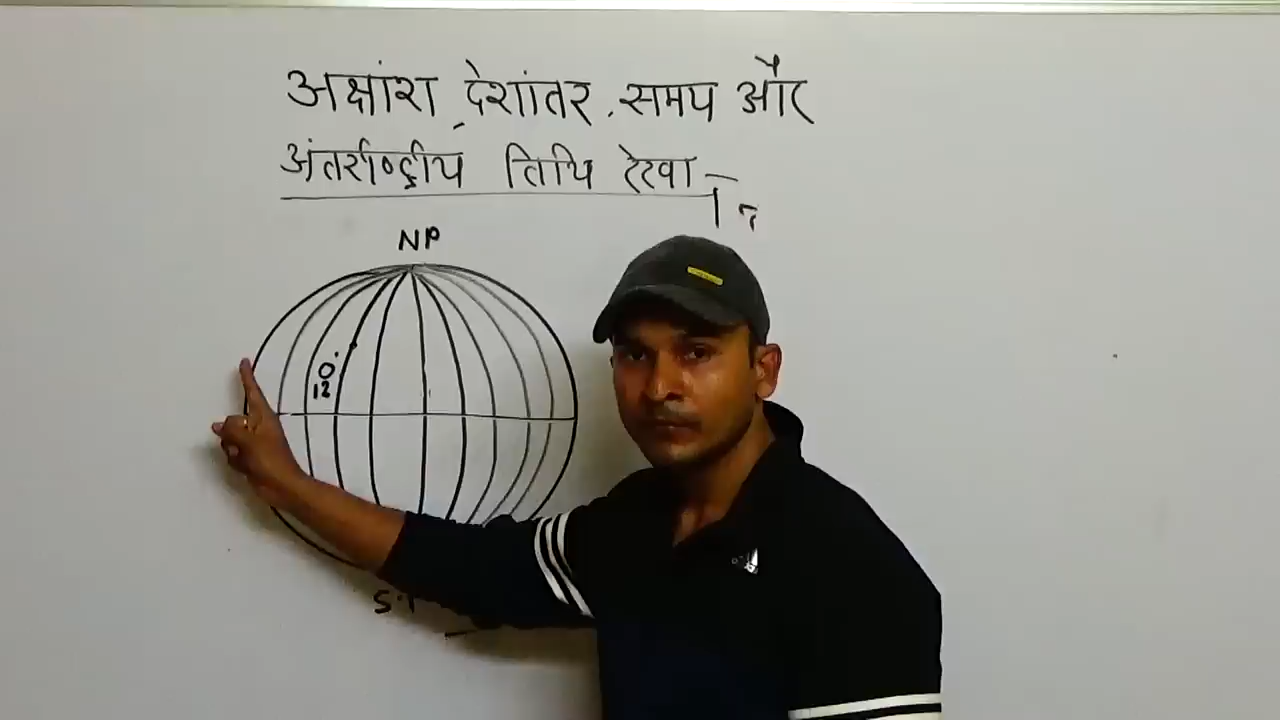 अक्षांश, देशांतर, समय और
अंतर्राष्ट्रीय तिथि रेखा
NP
0°
12
S.P